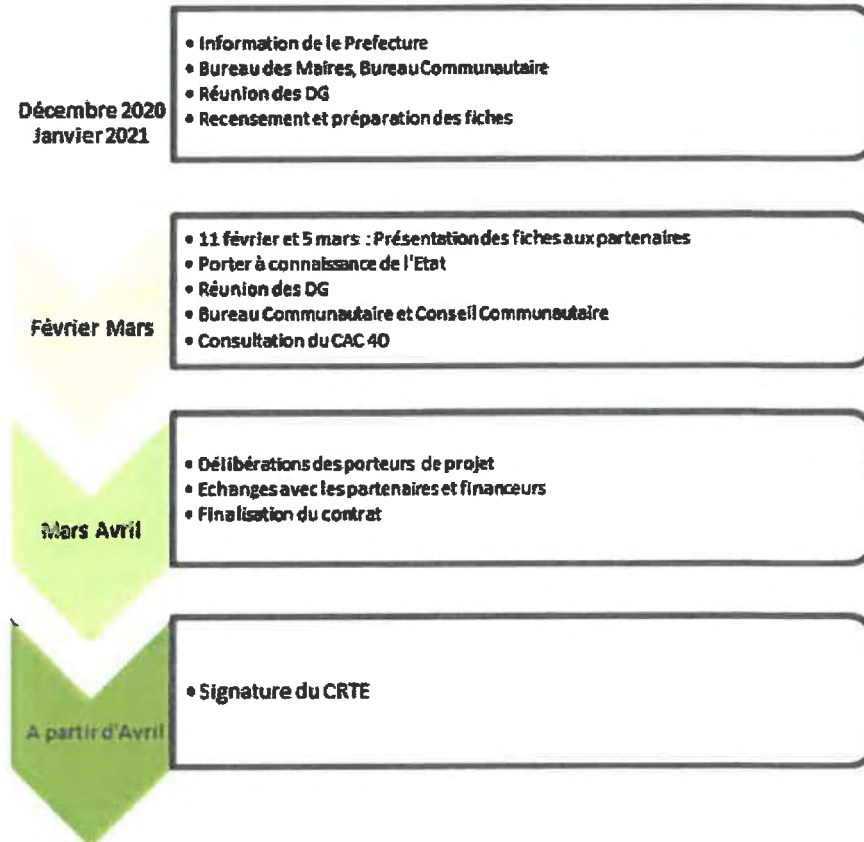 Décembre 2020
Janvier 2021
• Information de le Prefecture
• Bureau des Maires, Bureau Communautaire
• Réunion des DG
• Recensement et préparation des fiches
Février Mars
• 11 février et 5 mars : Présentation des fiches aux partenaires
• Porter à connaissance de l'Etat
• Réunion des DG
• Bureau Communautaire et Conseil Communautaire
• Consultation du CAC 40
Mars Avril
• Délibérations des porteurs de projet
• Echanges avec les partenaires et financeurs
• Finalisation du contrat
A partir d'Avril
• Signature du CRTE